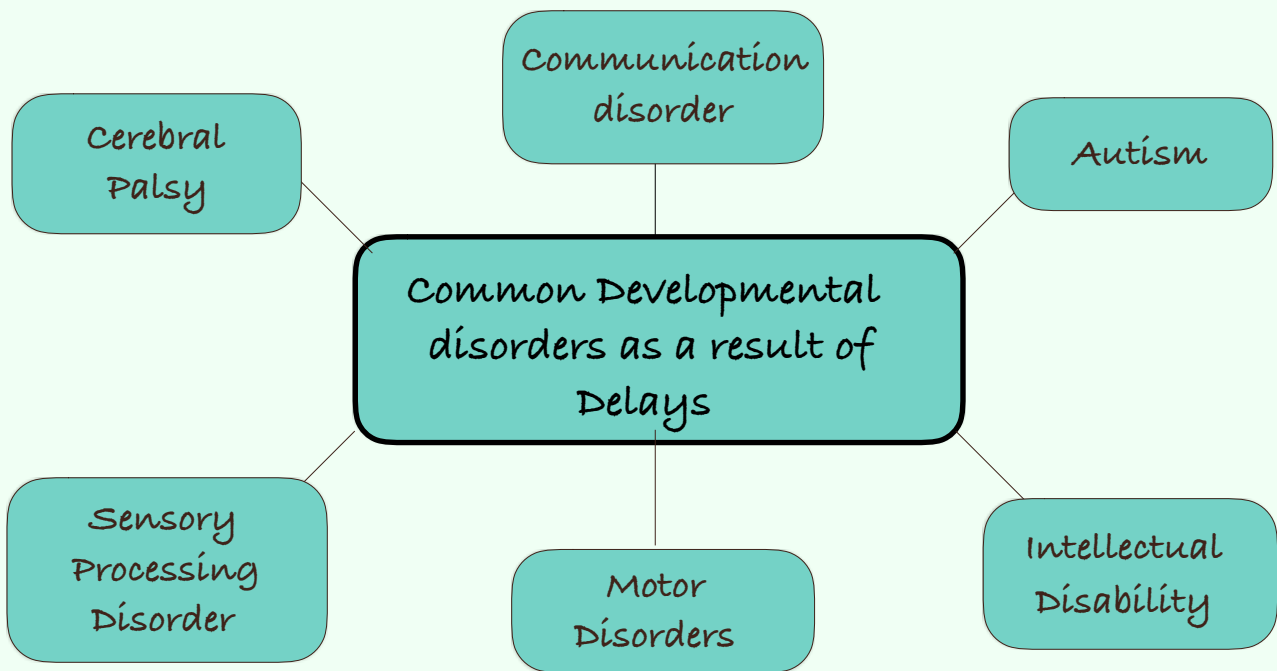 Communication
disorder
Cerebral
Palsy
Autism
Common Developmental
disorders as a result of
Delays
Sensory
Processing
Disorder
Motor
Disorders
Intellectual
Disability